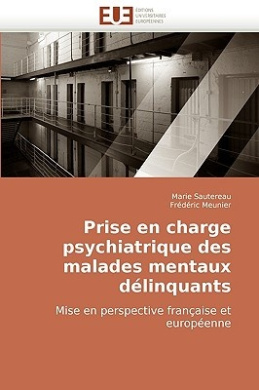 EUE
EDITIONS
UNIVERSITAIRES
EUROPEENNES
Marie Sautereau
Frédéric Meunier
Prise en charge
psychiatrique des
malades mentaux
délinquants
Mise en perspective française et
européenne